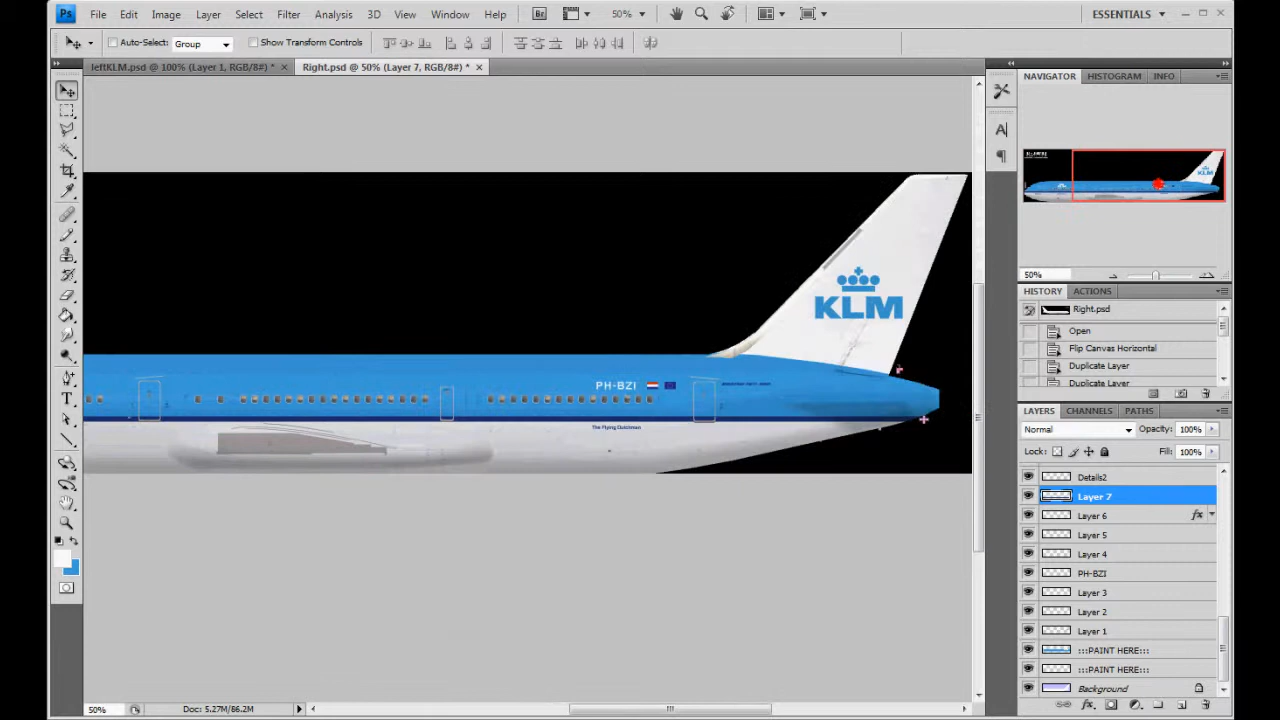 Ps File Edit Image Layer Select Filter Analysis 3D View Window Help Br 50% ESSENTIALS
Auto-Select: Group Show Transform Controls
leftKLM.psd @ 100% (Layer 1, RGB/8#) * Right.psd @ 50% (Layer 7, RGB/8#) *
NAVIGATOR HISTOGRAM INFO
KLM
50%
HISTORY ACTIONS
Right.psd
Open
Flip Canvas Horizontal
Duplicate Layer
Duplicate Layer
KLM
PH-BZI
The Flying Dutchman
LAYERS CHANNELS PATHS
Normal Opacity: 100%
Lock: Fill: 100%
Details2
Layer 7
Layer 6 fx
Layer 5
Layer 4
PH-BZI
Layer 3
Layer 2
Layer 1
:::PAINT HERE:::
:::PAINT HERE:::
Background
50% Doc: 5.27M/86.2M